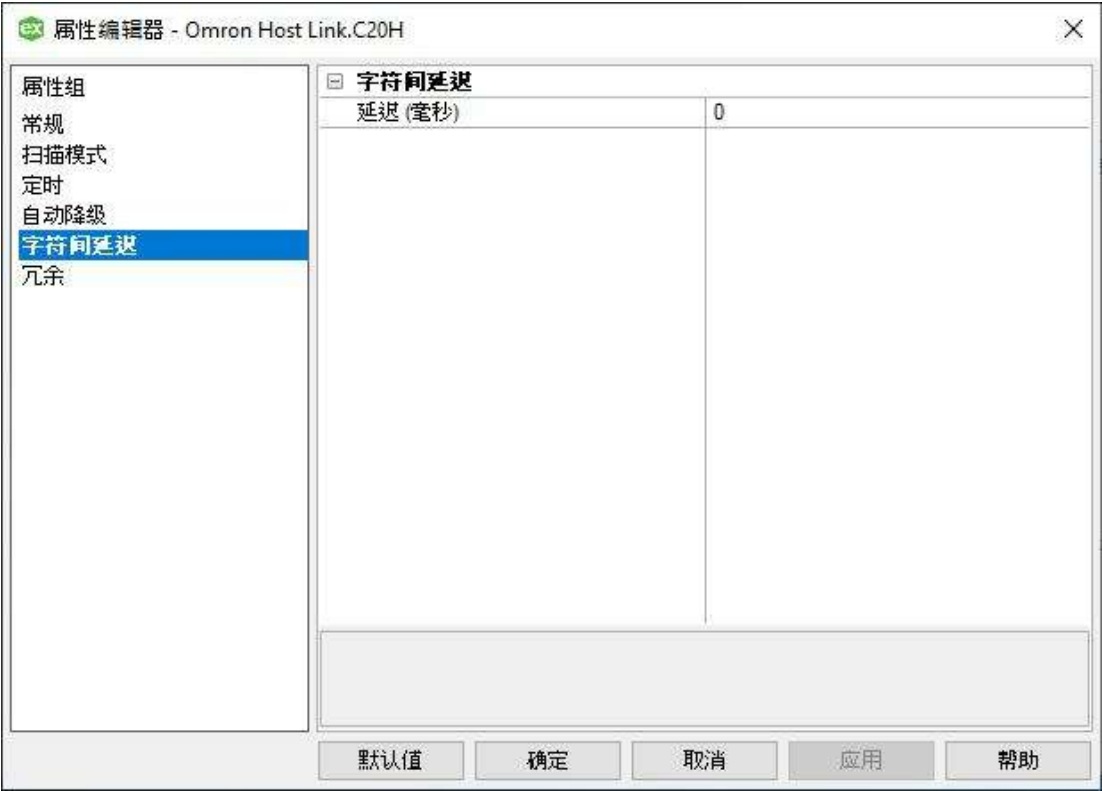 ex 属性编辑器 - Omron Host Link.C20H
属性组
常规
扫描模式
定时
自动降级
字符间延迟
冗余
字符间延迟
延迟 (毫秒) 0
默认值 确定 取消 应用 帮助